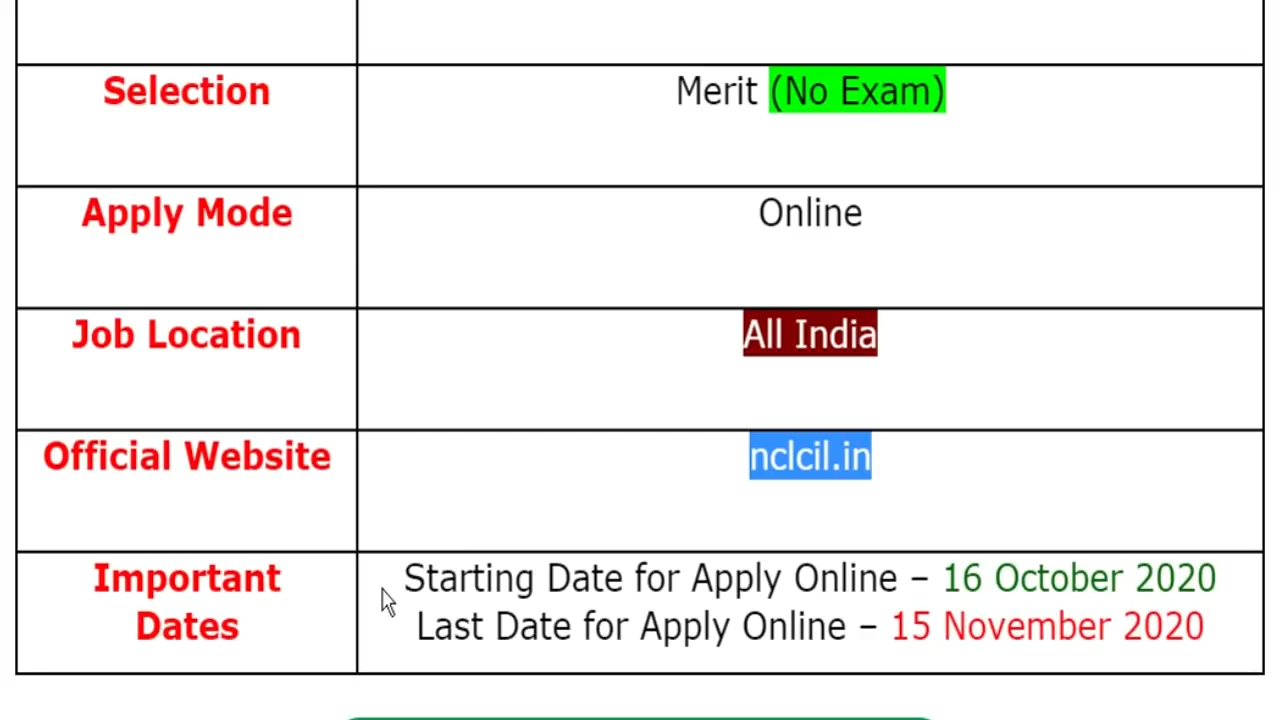 Selection
Merit (No Exam)
Apply Mode
Online
Job Location
All India
Official Website
nclcil.in
Important
Dates
Starting Date for Apply Online – 16 October 2020
Last Date for Apply Online – 15 November 2020